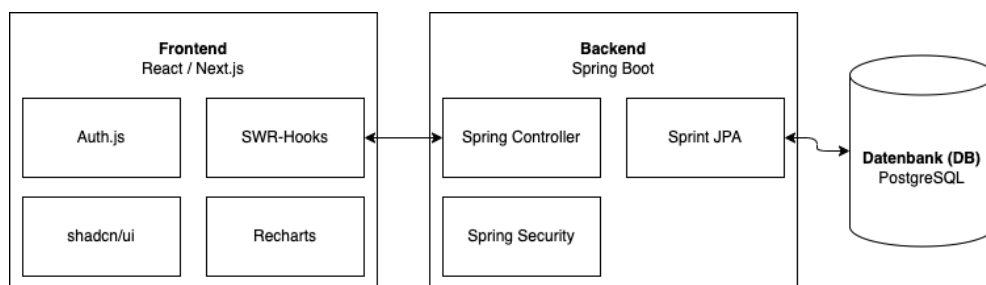 Frontend
React / Next.js
Auth.js
SWR-Hooks
shadcn/ui
Recharts
Backend
Spring Boot
Spring Controller
Sprint JPA
Spring Security
Datenbank (DB)
PostgreSQL